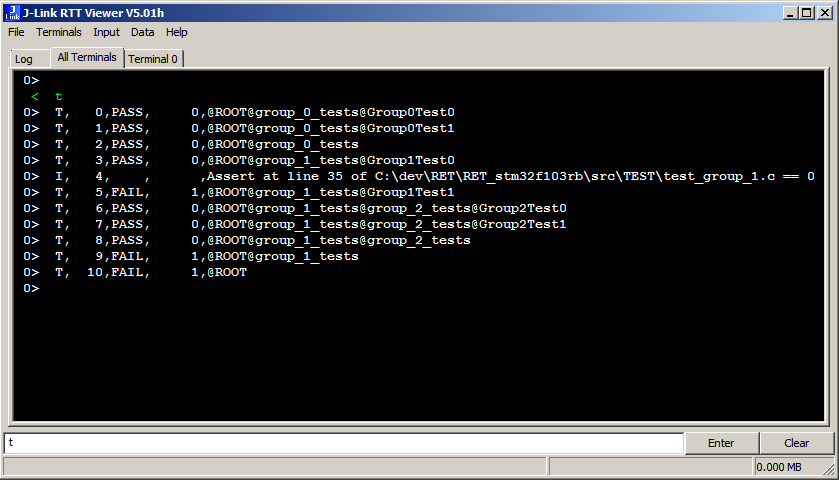 J-Link J-Link RTT Viewer V5.01h
File Terminals Input Data Help
Log All Terminals Terminal 0
0>
< t
0> T, 0,PASS, 0,@ROOT@group_0_tests@Group0Test0
0> T, 1,PASS, 0,@ROOT@group_0_tests@Group0Test1
0> T, 2,PASS, 0,@ROOT@group_0_tests
0> T, 3,PASS, 0,@ROOT@group_1_tests@Group1Test0
0> I, 4, , ,Assert at line 35 of C:\dev\RET\RET_stm32f103rb\src\TEST\test_group_1.c == 0
0> T, 5,FAIL, 1,@ROOT@group_1_tests@Group1Test1
0> T, 6,PASS, 0,@ROOT@group_1_tests@group_2_tests@Group2Test0
0> T, 7,PASS, 0,@ROOT@group_1_tests@group_2_tests@Group2Test1
0> T, 8,PASS, 0,@ROOT@group_1_tests@group_2_tests
0> T, 9,FAIL, 1,@ROOT@group_1_tests
0> T, 10,FAIL, 1,@ROOT
0>
t Enter Clear
0.000 MB